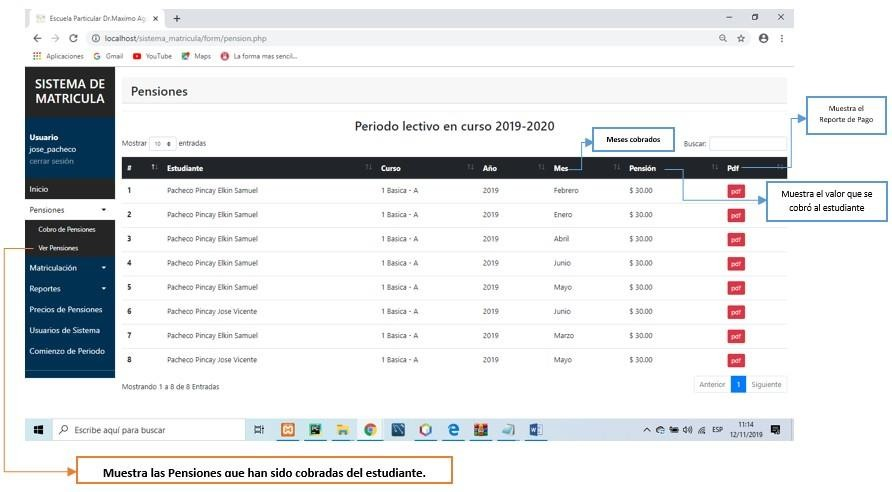 Escuela Particular Dr.Maximo Ag
localhost/sistema_matricula/form/pension.php
Aplicaciones Gmail YouTube Maps La forma mas sencil...
SISTEMA DE
MATRICULA
Usuario
jose_pacheco
cerrar sesión
Inicio
Pensiones
Cobro de Pensiones
Ver Pensiones
Matriculación
Reportes
Precios de Pensiones
Usuarios de Sistema
Comienzo de Periodo
Pensiones
Periodo lectivo en curso 2019-2020
Mostrar 10 entradas
Buscar:
# Estudiante Curso Año Mes Pensión Pdf
1 Pacheco Pincay Elkin Samuel 1 Basica - A 2019 Febrero $ 30.00 pdf
2 Pacheco Pincay Elkin Samuel 1 Basica - A 2019 Enero $ 30.00 pdf
3 Pacheco Pincay Elkin Samuel 1 Basica - A 2019 Abril $ 30.00 pdf
4 Pacheco Pincay Elkin Samuel 1 Basica - A 2019 Junio $ 30.00 pdf
5 Pacheco Pincay Elkin Samuel 1 Basica - A 2019 Mayo $ 30.00 pdf
6 Pacheco Pincay Jose Vicente 1 Basica - A 2019 Junio $ 30.00 pdf
7 Pacheco Pincay Elkin Samuel 1 Basica - A 2019 Marzo $ 30.00 pdf
8 Pacheco Pincay Jose Vicente 1 Basica - A 2019 Mayo $ 30.00 pdf
Mostrando 1 a 8 de 8 Entradas
Anterior 1 Siguiente
Meses cobrados
Muestra el
Reporte de Pago
Muestra el valor que se
cobró al estudiante
Escribe aquí para buscar
ESP
11:14
12/11/2019
Muestra las Pensiones que han sido cobradas del estudiante.